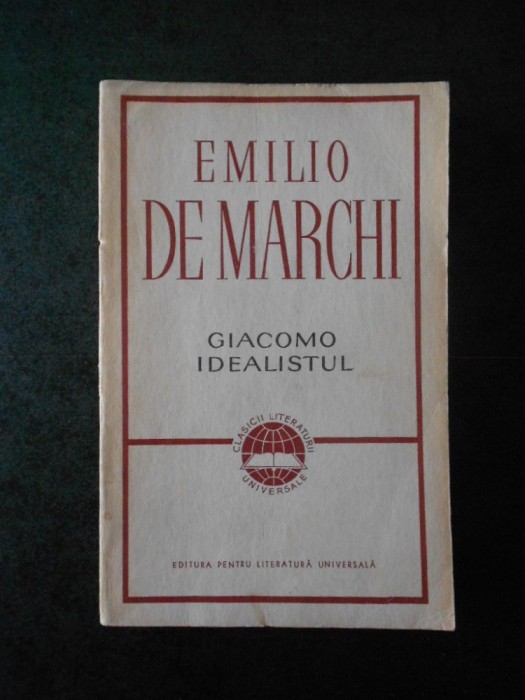 EMILIO
DE MARCHI
GIACOMO
IDEALISTUL
CLASICII LITERATURII
UNIVERSALE
EDITURA PENTRU LITERATURĂ UNIVERSALĂ